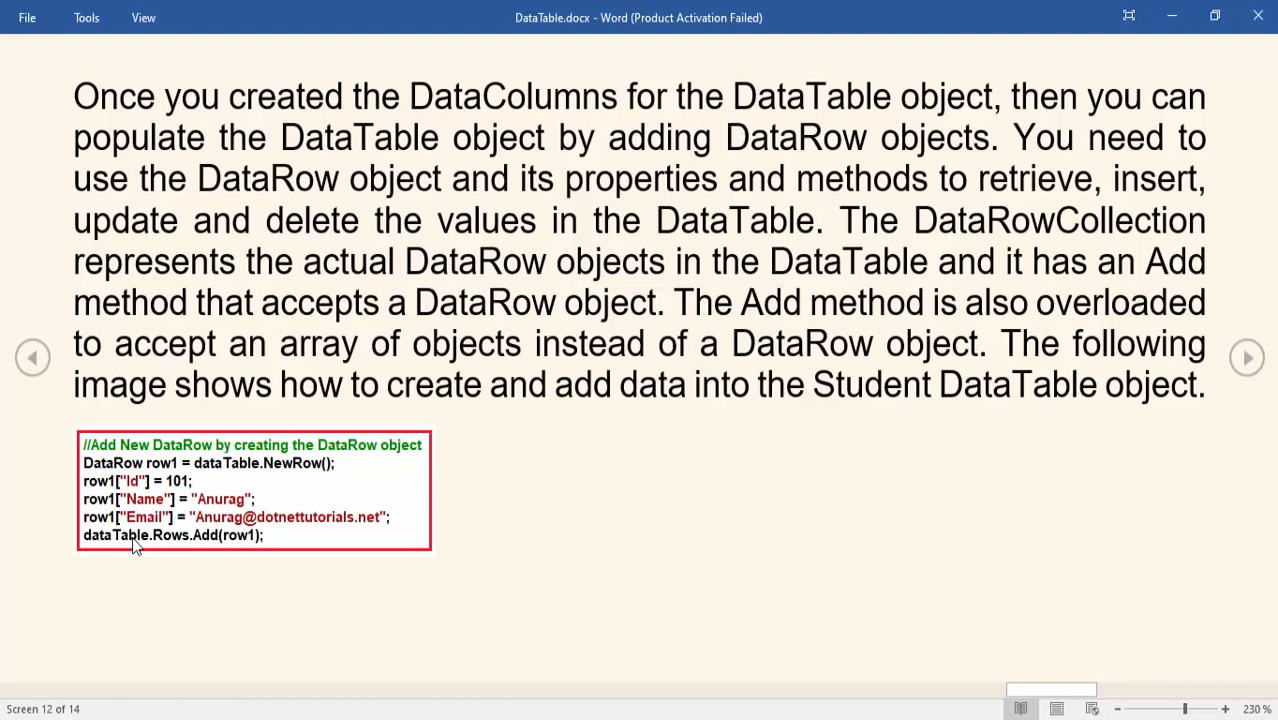 File Tools View DataTable.docx - Word (Product Activation Failed)
Once you created the DataColumns for the DataTable object, then you can
populate the DataTable object by adding DataRow objects. You need to
use the DataRow object and its properties and methods to retrieve, insert,
update and delete the values in the DataTable. The DataRowCollection
represents the actual DataRow objects in the DataTable and it has an Add
method that accepts a DataRow object. The Add method is also overloaded
to accept an array of objects instead of a DataRow object. The following
image shows how to create and add data into the Student DataTable object.
//Add New DataRow by creating the DataRow object
DataRow row1 = dataTable.NewRow();
row1["Id"] = 101;
row1["Name"] = "Anurag";
row1["Email"] = "Anurag@dotnettutorials.net";
dataTable.Rows.Add(row1);
Screen 12 of 14 230 %